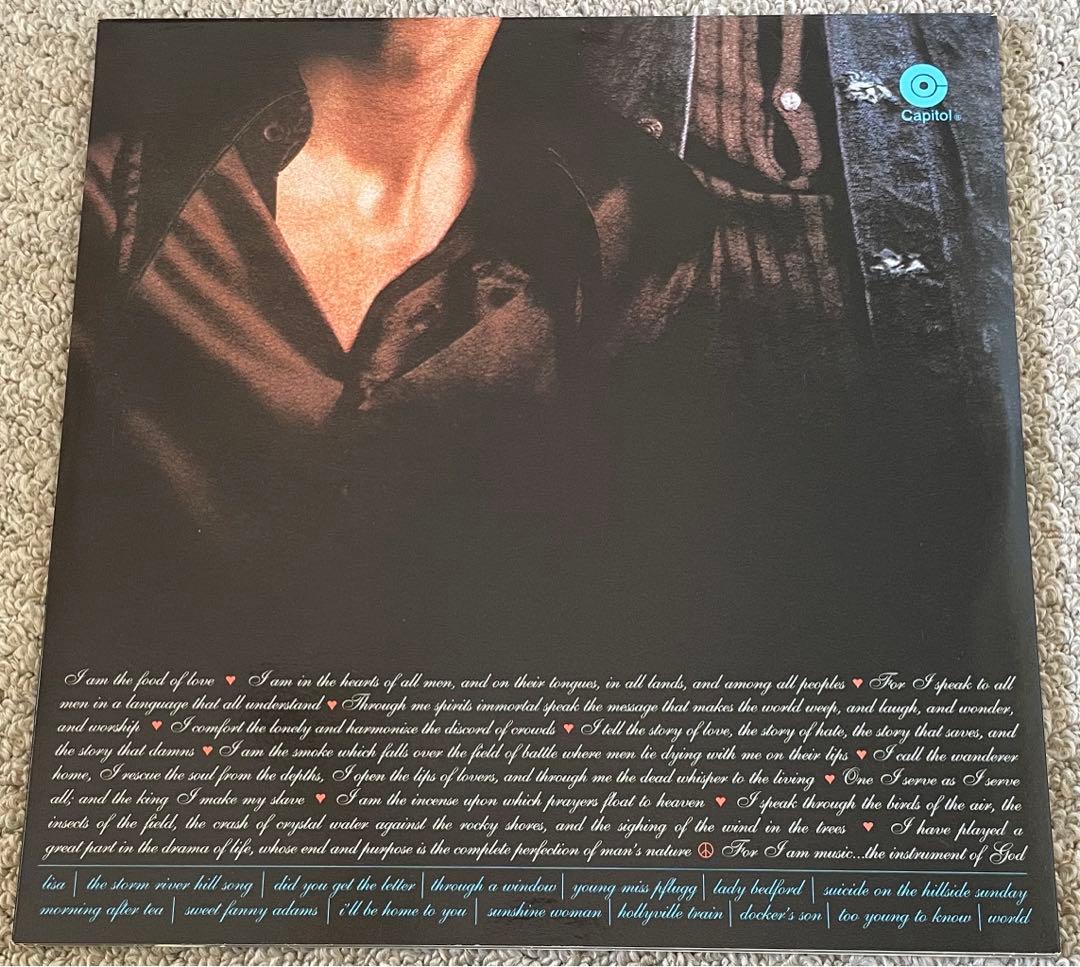 Capitol®
I am the food of love ♥ I am in the hearts of all men, and on their tongues, in all lands, and among all peoples ♥ For I speak to all
men in a language that all understand ♥ Through me spirits immortal speak the message that makes the world weep, and laugh, and wonder,
and worship ♥ I comfort the lonely and harmonise the discord of crowds ♥ I tell the story of love, the story of hate, the story that saves, and
the story that damns ♥ I am the smoke which falls over the field of battle where men lie dying with me on their lips ♥ I call the wanderer
home, I rescue the soul from the depths, I open the lips of lovers, and through me the dead whisper to the living ♥ One I serve as I serve
all; and the king I make my slave ♥ I am the incense upon which prayers float to heaven ♥ I speak through the birds of the air, the
insects of the field, the crash of crystal water against the rocky shores, and the sighing of the wind in the trees ♥ I have played a
great part in the drama of life, whose end and purpose is the complete perfection of man's nature ☮ For I am music...the instrument of God
lisa | the storm river hill song | did you get the letter | through a window | young miss pflugg | lady bedford | suicide on the hillside sunday
morning after tea | sweet fanny adams | i'll be home to you | sunshine woman | hollyville train | docker's son | too young to know | world